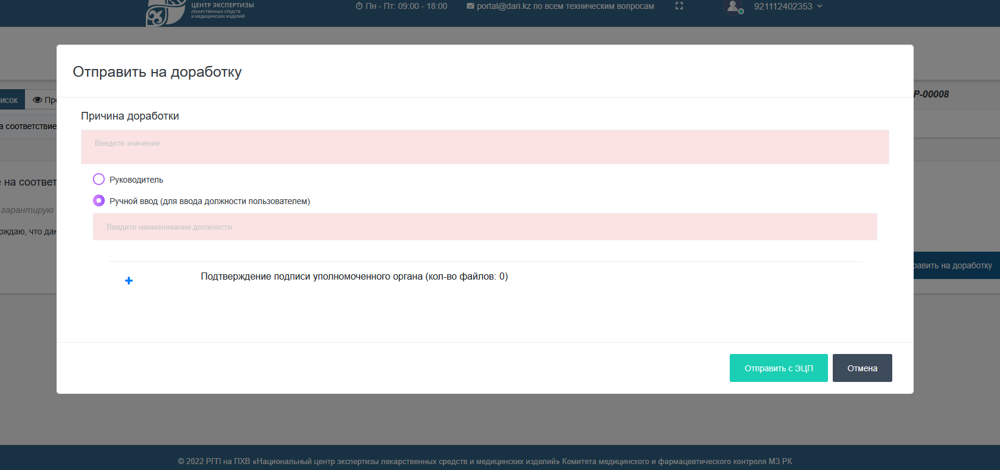 ЦЕНТР ЭКСПЕРТИЗЫ
ЛЕКАРСТВЕННЫХ СРЕДСТВ
И МЕДИЦИНСКИХ ИЗДЕЛИЙ
Пн - Пт: 09:00 - 18:00
portal@dari.kz по всем техническим вопросам
921112402353
Отправить на доработку
исок
Пр
Р-00008
а соответствие
Причина доработки
Введите значение
е на соответ
Руководитель
Ручной ввод (для ввода должности пользователем)
гарантирую
Введите наименование должности
рждаю, что дан
равить на доработку
Подтверждение подписи уполномоченного органа (кол-во файлов: 0)
Отправить с ЭЦП
Отмена
© 2022 РГП на ПХВ «Национальный центр экспертизы лекарственных средств и медицинских изделий» Комитета медицинского и фармацевтического контроля МЗ РК